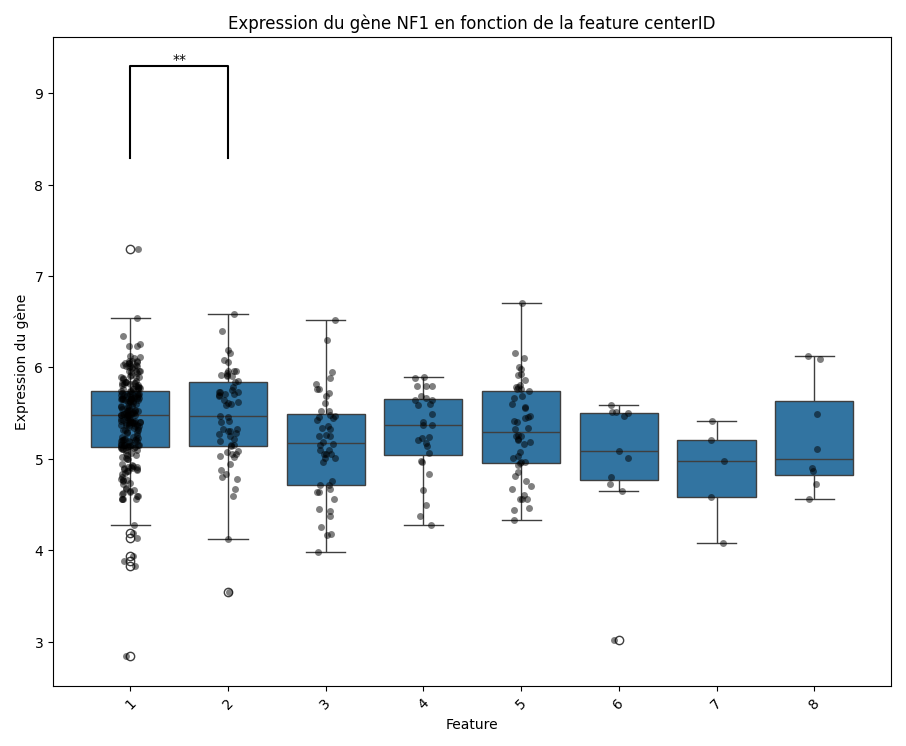 Expression du gène NF1 en fonction de la feature centerID
**
9
8
7
6
5
4
3
Expression du gène
1 2 3 4 5 6 7 8
Feature